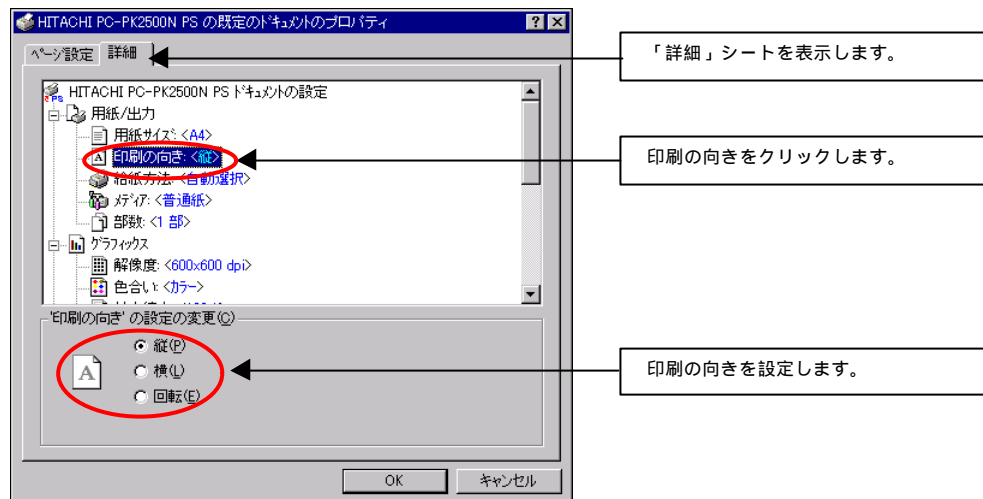 HITACHI PC-PK2500N PS の既定のドキュメントのプロパティ
ページ設定 詳細
「詳細」シートを表示します。
HITACHI PC-PK2500N PS ドキュメントの設定
用紙/出力
用紙サイズ: <A4>
印刷の向き: <縦>
印刷の向きをクリックします。
給紙方法: <自動選択>
メディア: <普通紙>
部数: <1 部>
グラフィックス
解像度: <600x600 dpi>
色合い: <カラー>
'印刷の向き' の設定の変更(C)
縦(P)
A
横(L)
印刷の向きを設定します。
回転(E)
OK キャンセル